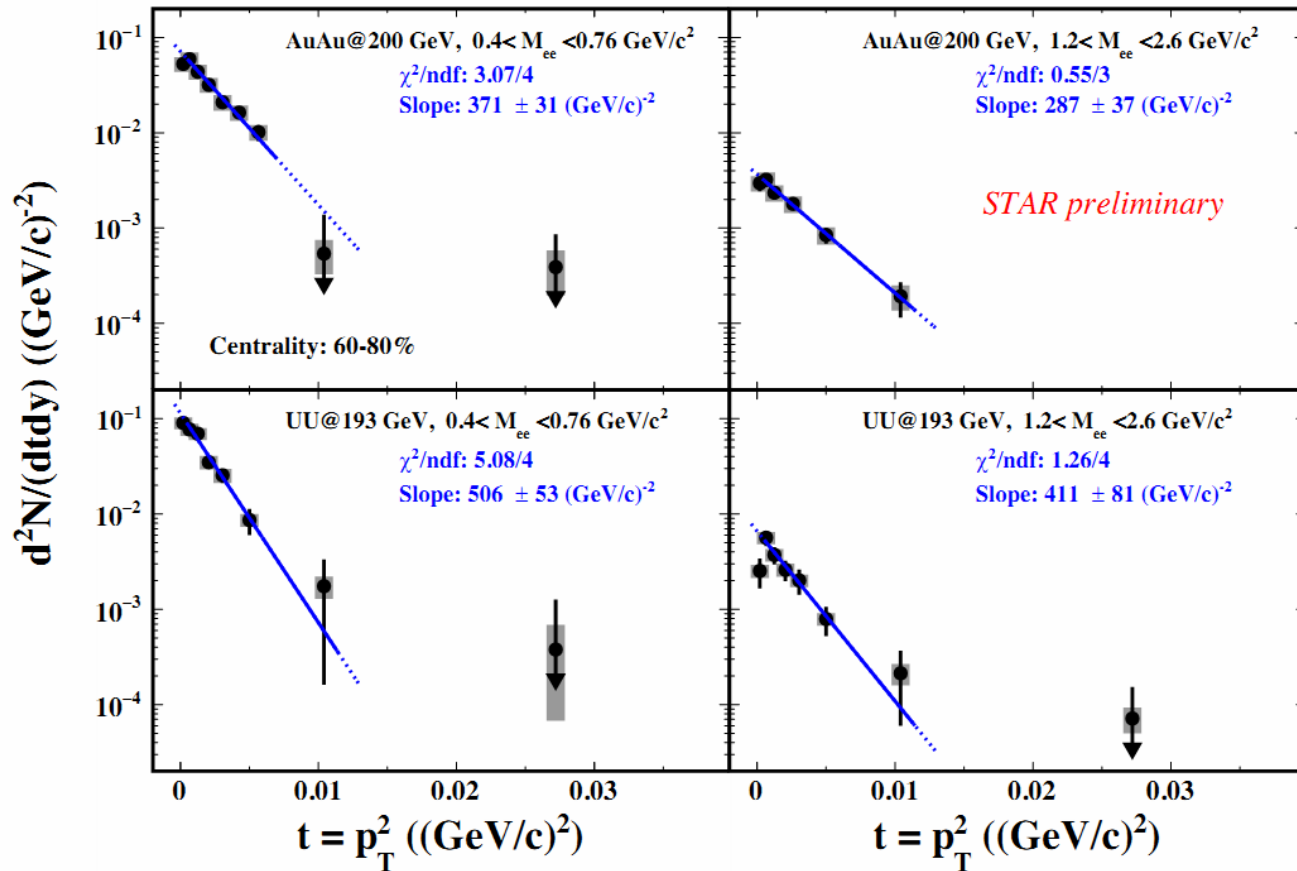 d²N/(dtdy) ((GeV/c)⁻²)
10⁻¹
10⁻²
10⁻³
10⁻⁴
AuAu@200 GeV, 0.4< M_ee <0.76 GeV/c²
χ²/ndf: 3.07/4
Slope: 371 ± 31 (GeV/c)⁻²
Centrality: 60-80%
AuAu@200 GeV, 1.2< M_ee <2.6 GeV/c²
χ²/ndf: 0.55/3
Slope: 287 ± 37 (GeV/c)⁻²
STAR preliminary
10⁻¹
10⁻²
10⁻³
10⁻⁴
UU@193 GeV, 0.4< M_ee <0.76 GeV/c²
χ²/ndf: 5.08/4
Slope: 506 ± 53 (GeV/c)⁻²
UU@193 GeV, 1.2< M_ee <2.6 GeV/c²
χ²/ndf: 1.26/4
Slope: 411 ± 81 (GeV/c)⁻²
0 0.01 0.02 0.03
0 0.01 0.02 0.03
t = p_T² ((GeV/c)²)
t = p_T² ((GeV/c)²)